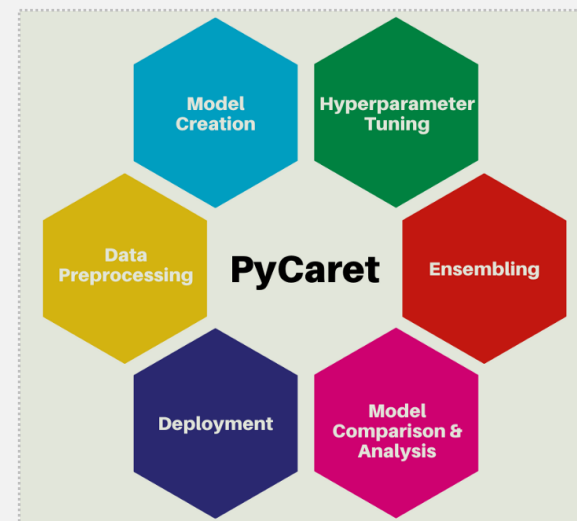 Model
Creation
Hyperparameter
Tuning
Data
Preprocessing
PyCaret
Ensembling
Deployment
Model
Comparison &
Analysis